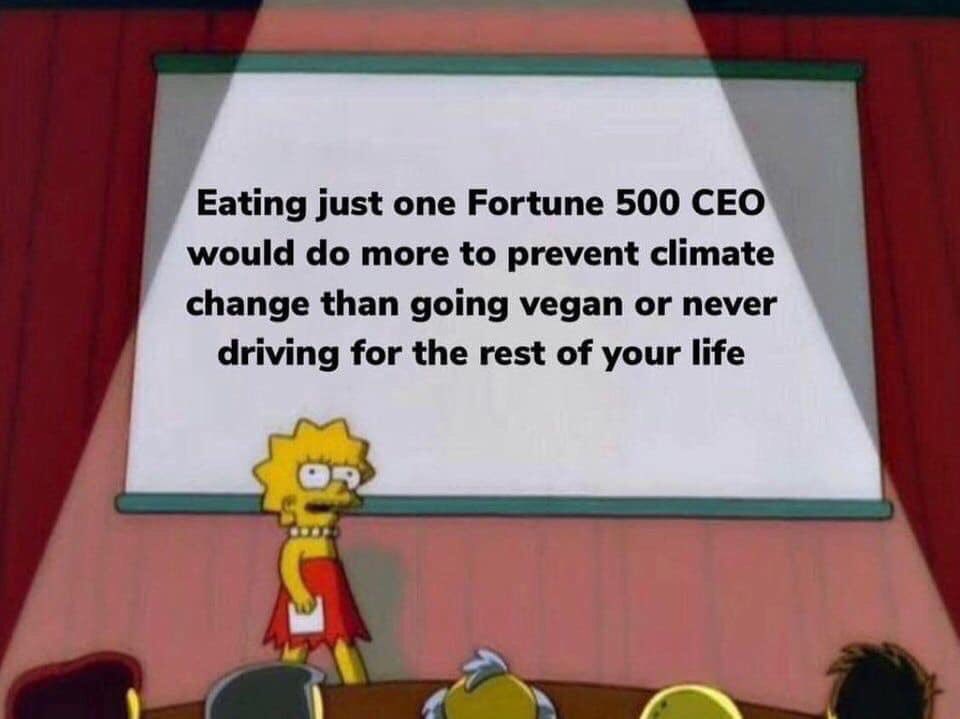 Eating just one Fortune 500 CEO
would do more to prevent climate
change than going vegan or never
driving for the rest of your life